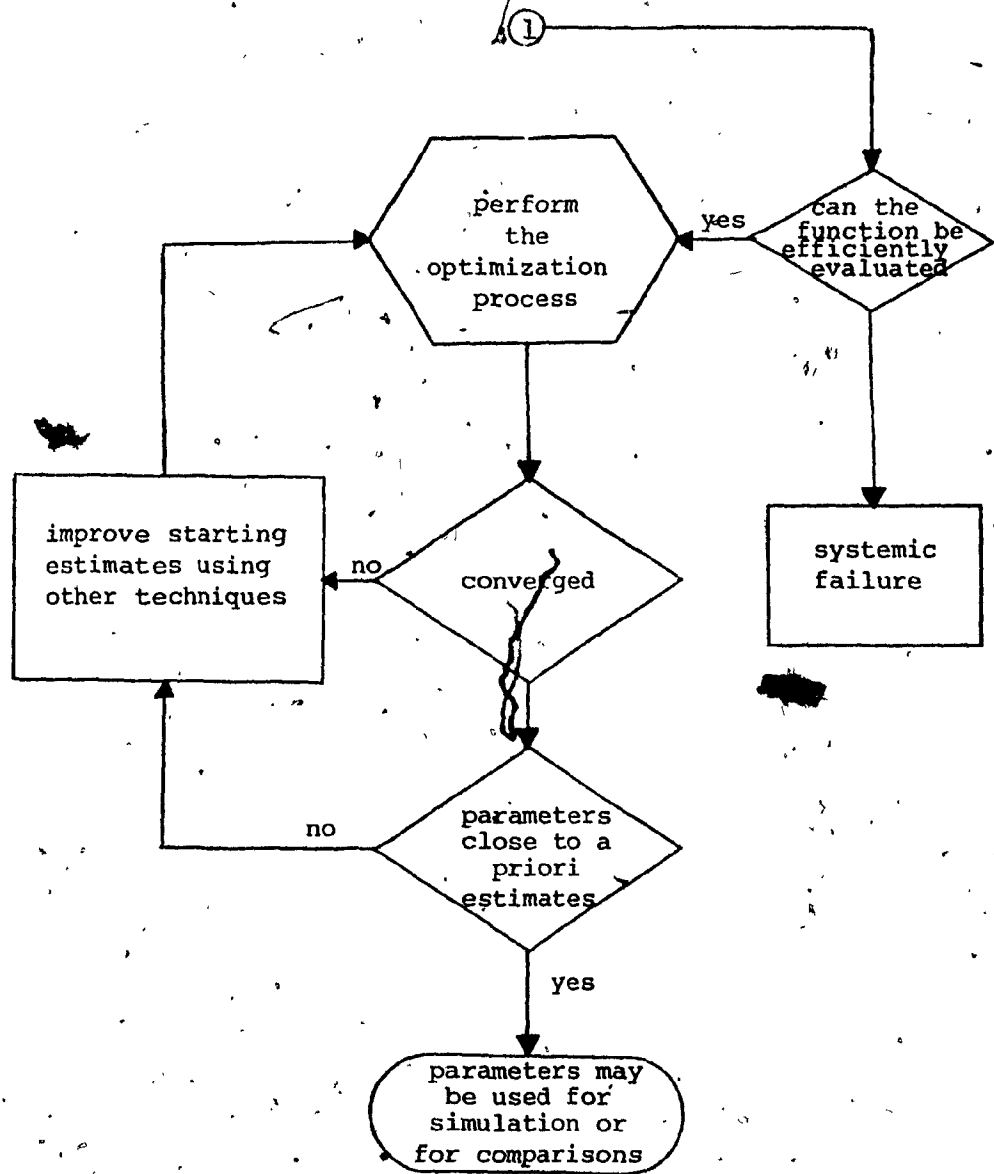 1
can the
function be
efficiently
evaluated
yes
perform
the
optimization
process
systemic
failure
converged
no
improve starting
estimates using
other techniques
parameters
close to a
priori
estimates
no
yes
parameters may
be used for
simulation or
for comparisons